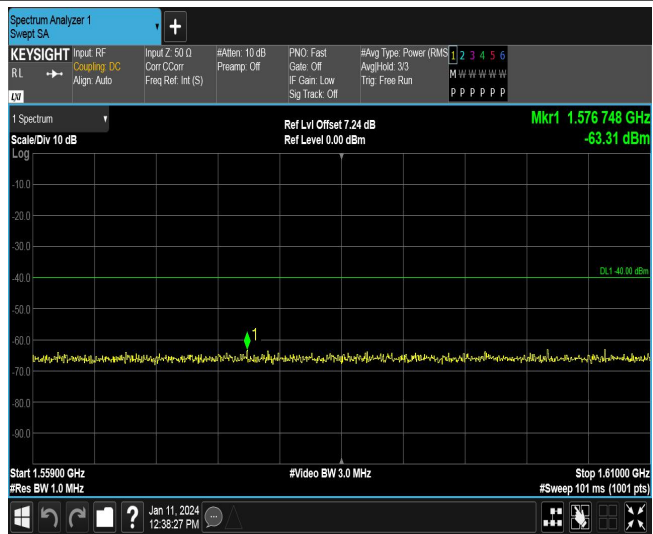 Spectrum Analyzer 1
Swept SA
+
KEYSIGHT
RL
LXI
Input: RF
Coupling: DC
Align: Auto
Input Z: 50 Ω
Corr CCorr
Freq Ref: Int (S)
#Atten: 10 dB
Preamp: Off
PNO: Fast
Gate: Off
IF Gain: Low
Sig Track: Off
#Avg Type: Power (RMS
Avg|Hold: 3/3
Trig: Free Run
1 2 3 4 5 6
M W W W W W
P P P P P P
1 Spectrum
Scale/Div 10 dB
Log
Ref Lvl Offset 7.24 dB
Ref Level 0.00 dBm
Mkr1 1.576 748 GHz
-63.31 dBm
-10.0
-20.0
-30.0
DL1 -40.00 dBm
-40.0
-50.0
1
-60.0
-70.0
-80.0
-90.0
Start 1.55900 GHz
#Res BW 1.0 MHz
#Video BW 3.0 MHz
Stop 1.61000 GHz
#Sweep 101 ms (1001 pts)
?
Jan 11, 2024
12:38:27 PM